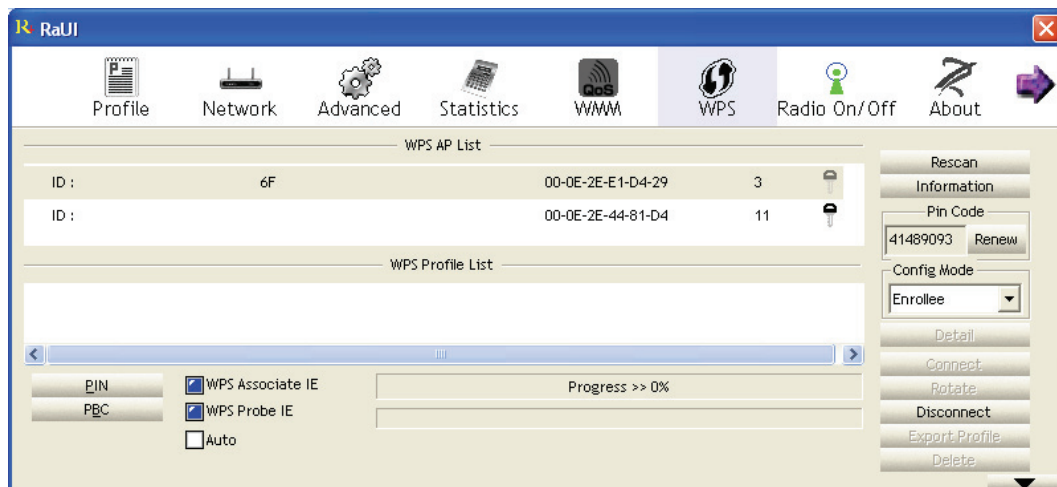 RaUI
Profile Network Advanced Statistics QoS WMM WPS Radio On/Off About
WPS AP List
ID : 6F 00-0E-2E-E1-D4-29 3
ID : 00-0E-2E-44-81-D4 11
WPS Profile List
Rescan
Information
Pin Code
41489093 Renew
Config Mode
Enrollee
Detail
Connect
Rotate
Disconnect
Export Profile
Delete
PIN
PBC
WPS Associate IE
WPS Probe IE
Auto
Progress >> 0%